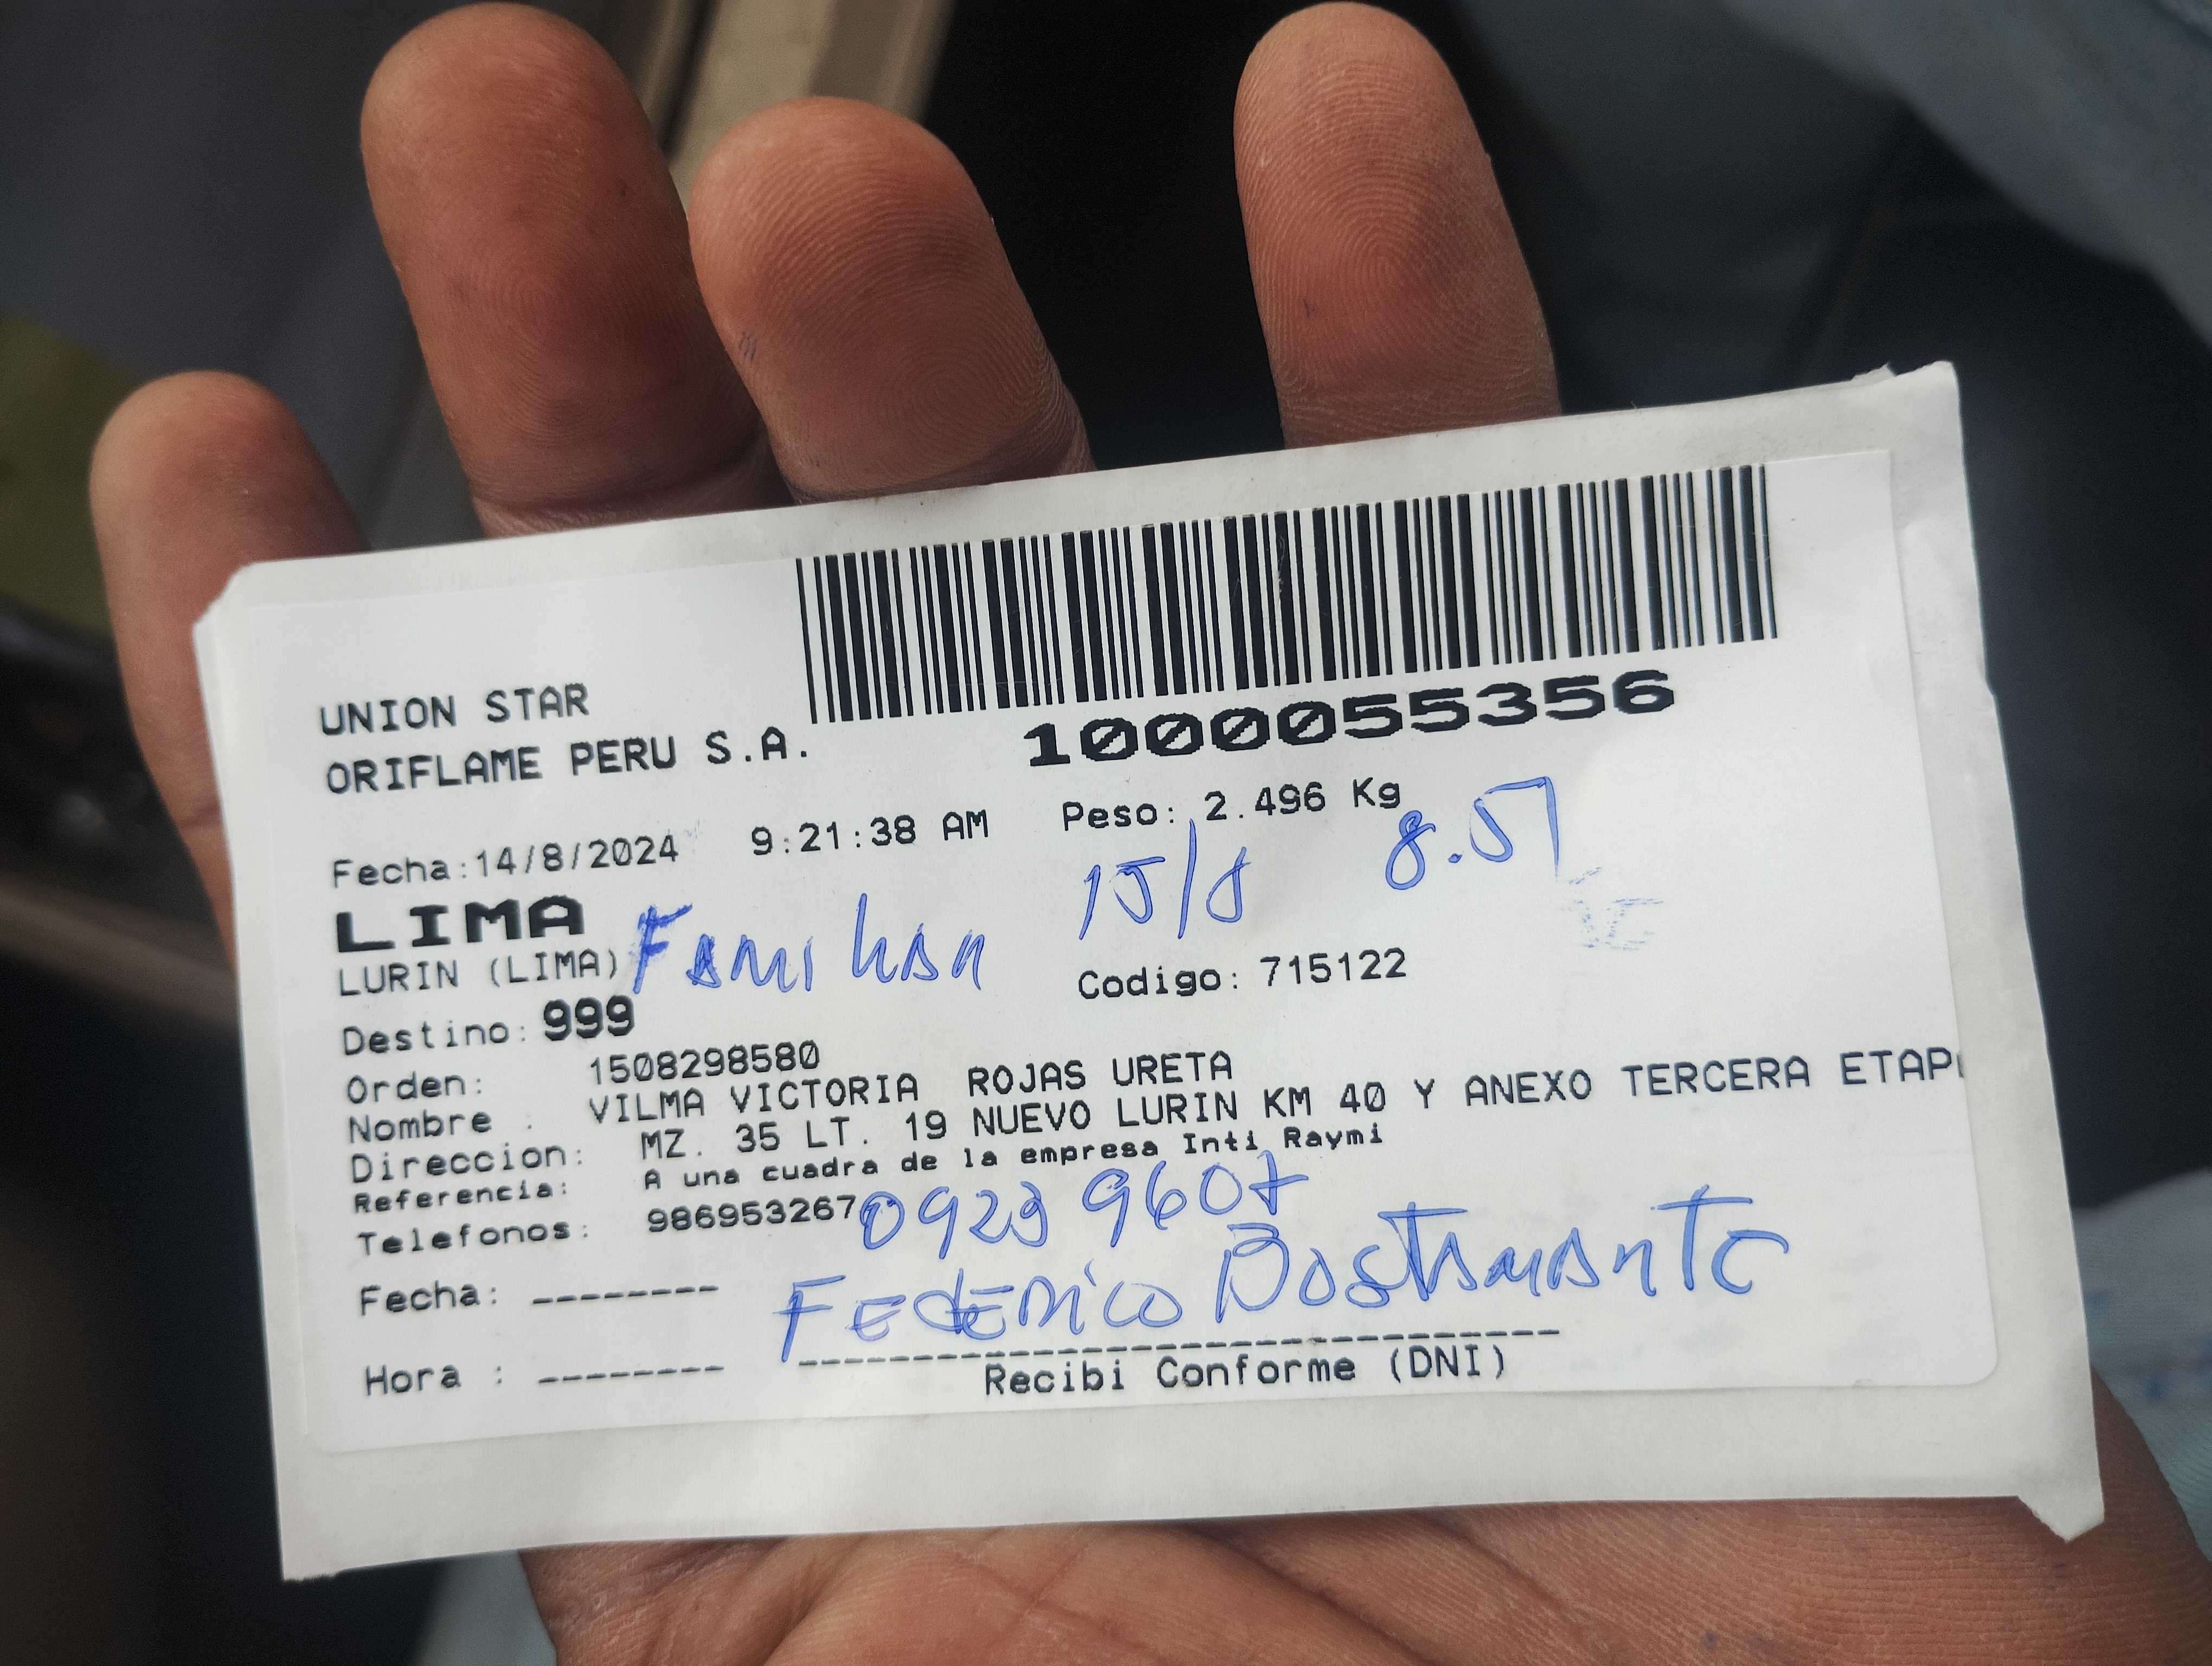 UNION STAR
ORIFLAME PERU S.A.
1000055356
Fecha:14/8/2024 9:21:38 AM Peso: 2.496 Kg
15/8 8.57
LIMA
LURIN (LIMA) Familiar
Codigo: 715122
Destino: 999
Orden: 1508298580
Nombre : VILMA VICTORIA ROJAS URETA
Direccion: MZ. 35 LT. 19 NUEVO LURIN KM 40 Y ANEXO TERCERA ETAP
Referencia: A una cuadra de la empresa Inti Raymi
Telefonos: 986953267 09239607
Fecha: --------
Federico Bostamante
Hora : --------
Recibi Conforme (DNI)